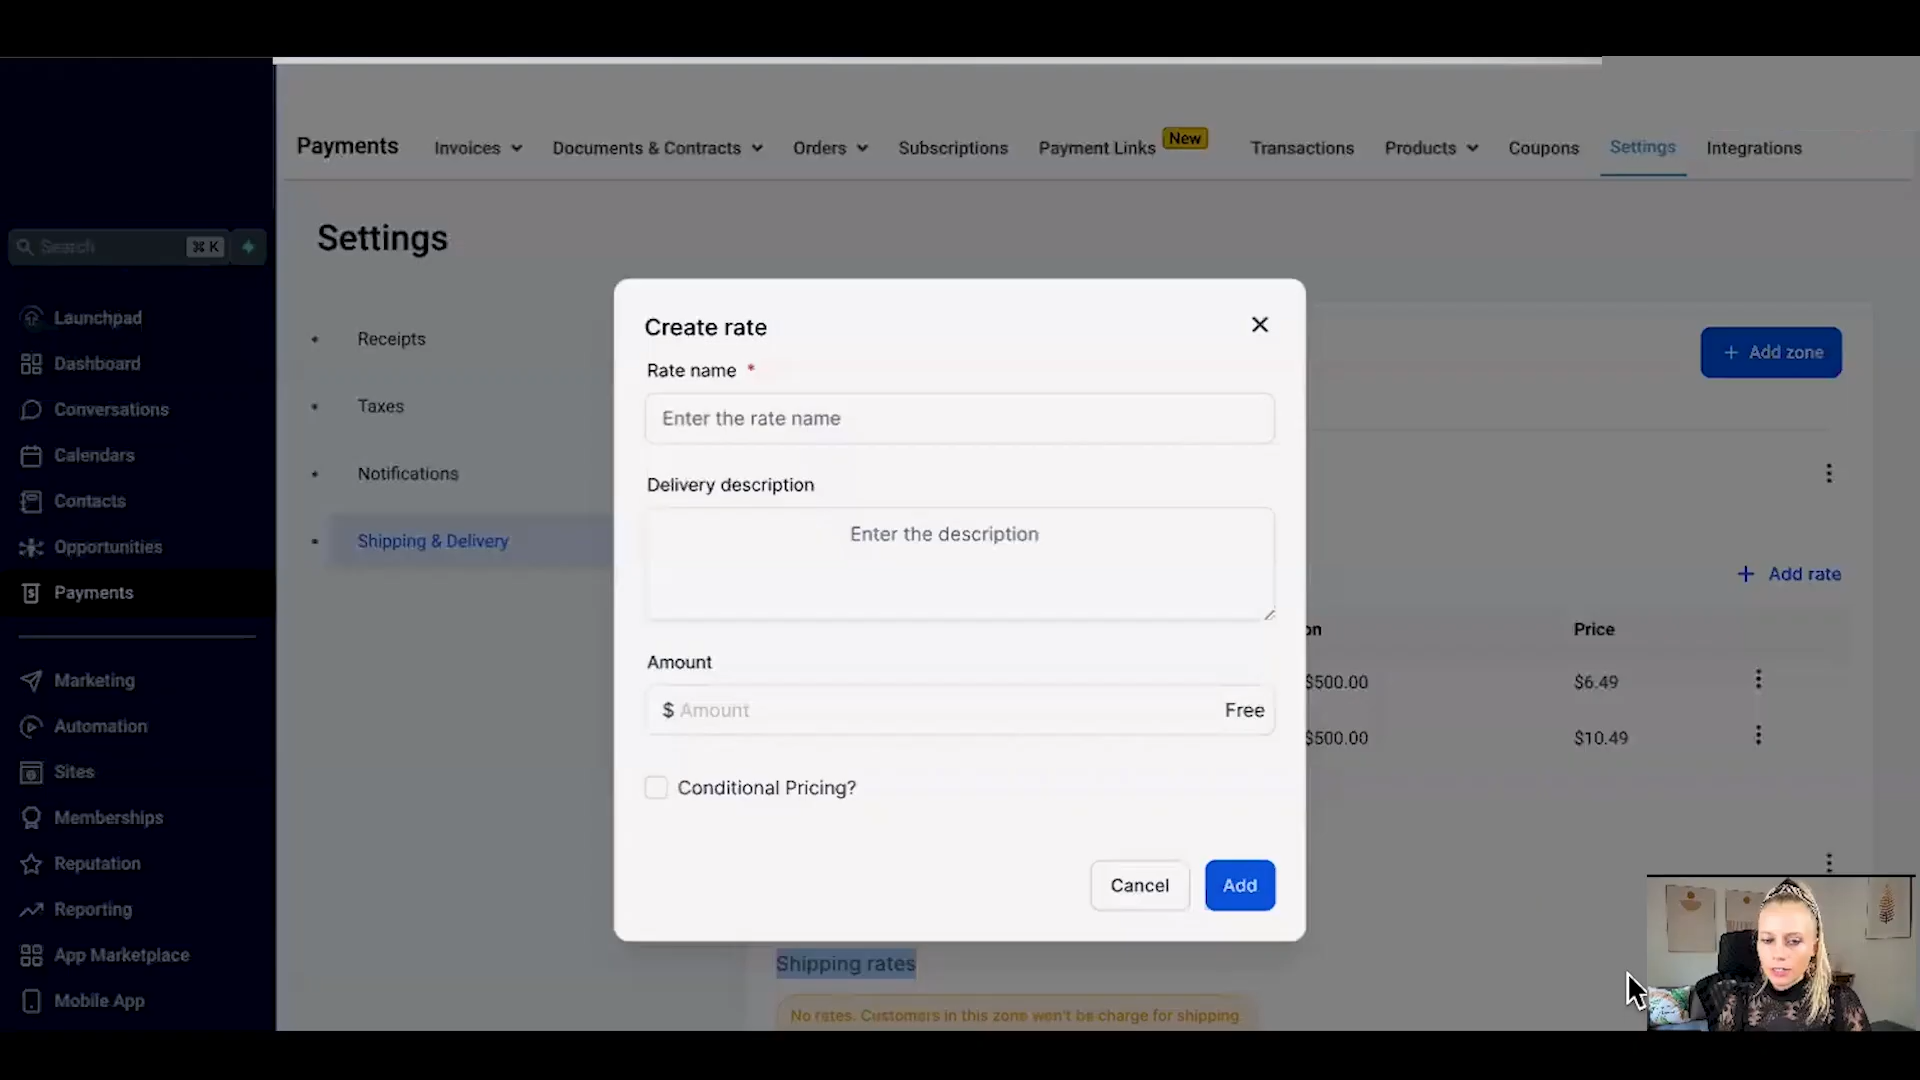 Payments
Invoices
Documents & Contracts
Orders
Subscriptions
Payment Links
New
Transactions
Products
Coupons
Settings
Integrations
Search
⌘ K
Launchpad
Dashboard
Conversations
Calendars
Contacts
Opportunities
Payments
Marketing
Automation
Sites
Memberships
Reputation
Reporting
App Marketplace
Mobile App
Settings
Receipts
Taxes
Notifications
Shipping & Delivery
Create rate
Rate name *
Enter the rate name
Delivery description
Enter the description
Amount
$ Amount
Free
Conditional Pricing?
Cancel
Add
+ Add zone
+ Add rate
on
Price
$500.00
$6.49
$500.00
$10.49
Shipping rates
No rates. Customers in this zone won't be charge for shipping.